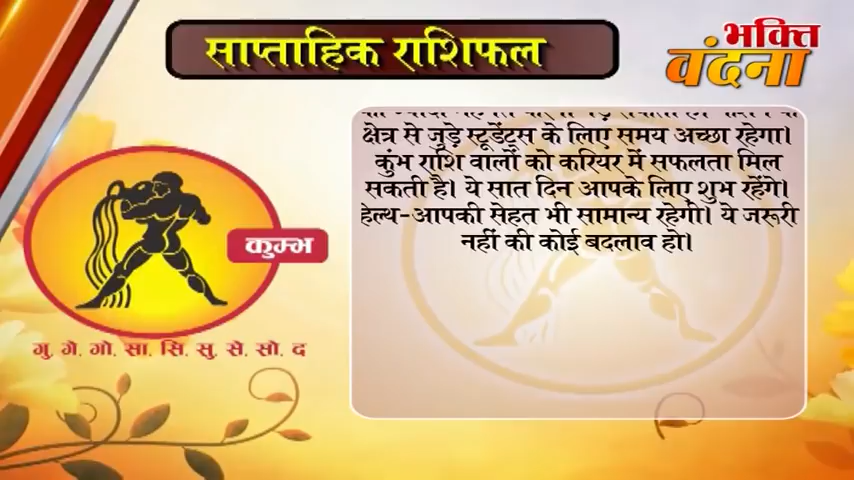 साप्ताहिक राशिफल
भक्ति
वंदना
क्षेत्र से जुड़े स्टूडेंट्स के लिए समय अच्छा रहेगा।
कुंभ राशि वालों को करियर में सफलता मिल
सकती है। ये सात दिन आपके लिए शुभ रहेंगे।
हेल्थ-आपकी सेहत भी सामान्य रहेगी। ये जरूरी
नहीं की कोई बदलाव हो।
कुम्भ
गु. गे. गो. सा. सि. सु. से. सो. द